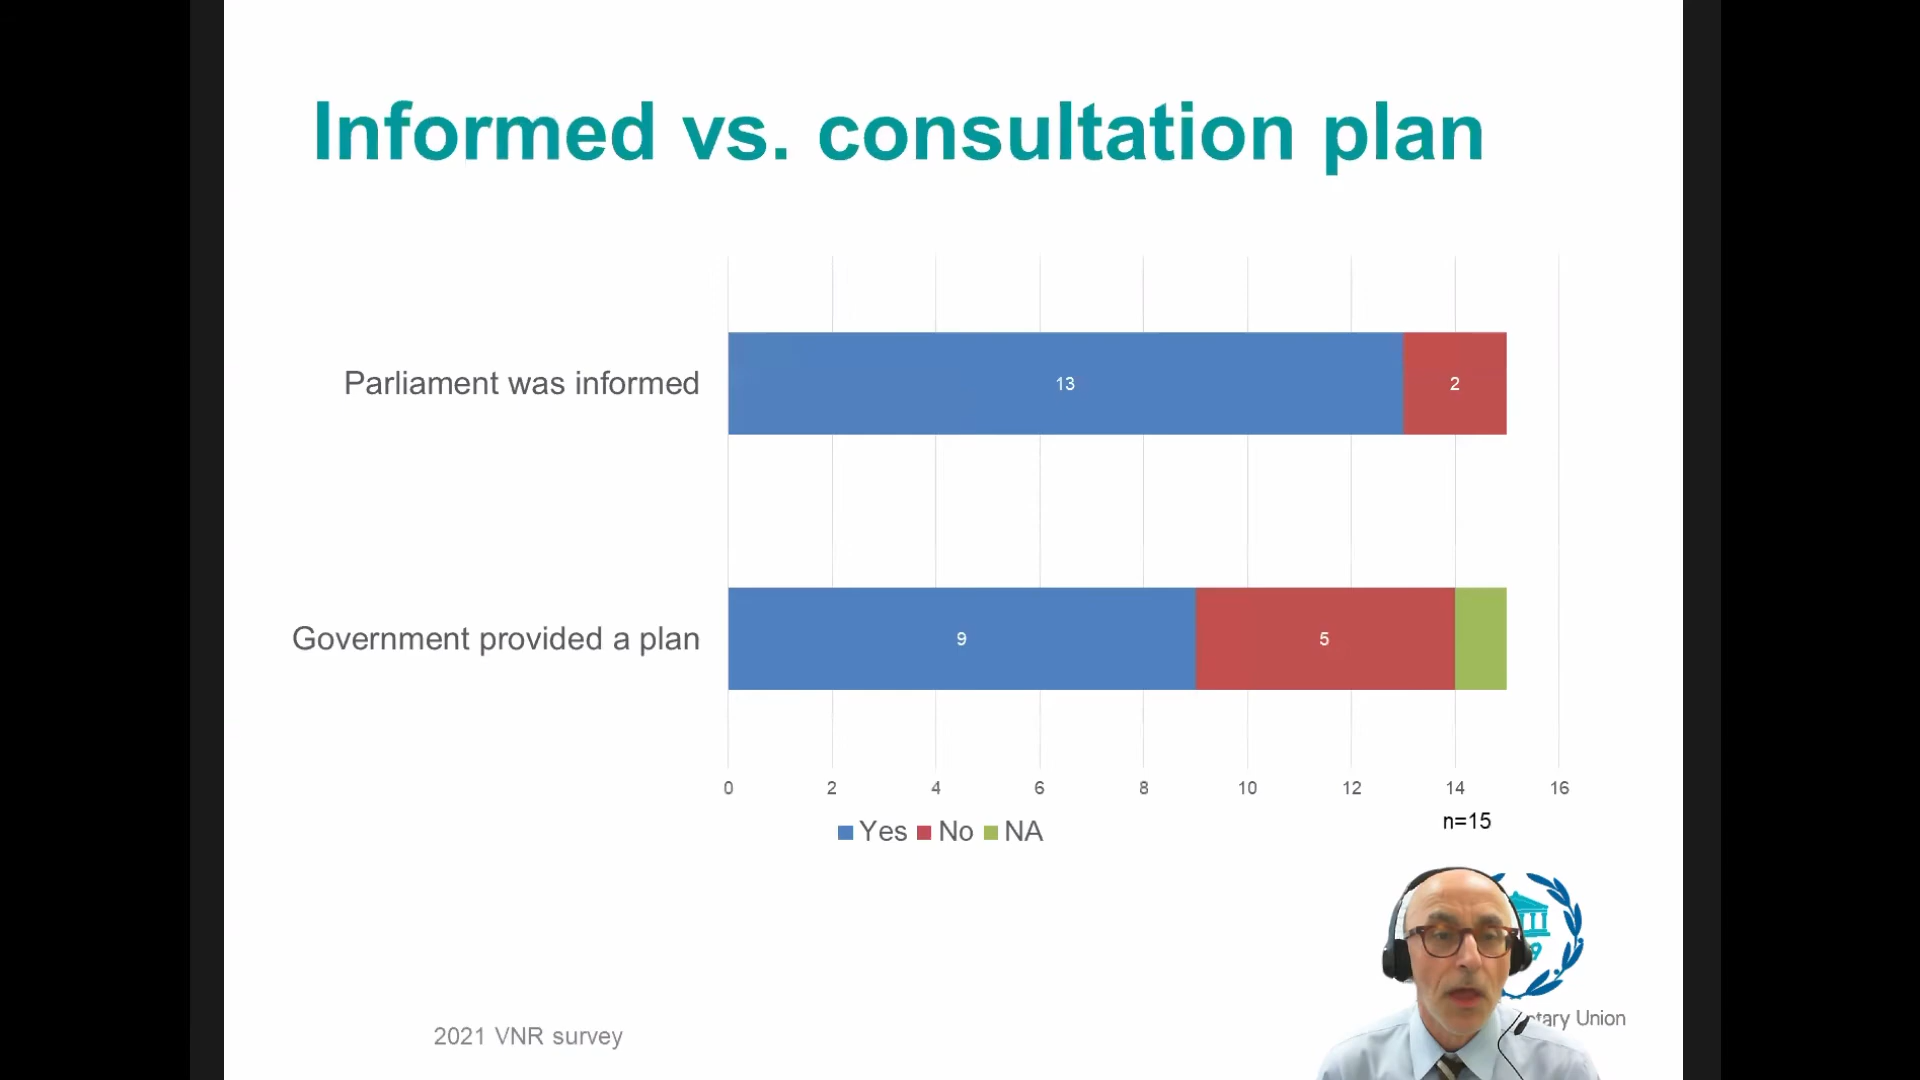 Informed vs. consultation plan
Parliament was informed
13
2
Government provided a plan
9
5
0 2 4 6 8 10 12 14 16
n=15
Yes No NA
Union
2021 VNR survey